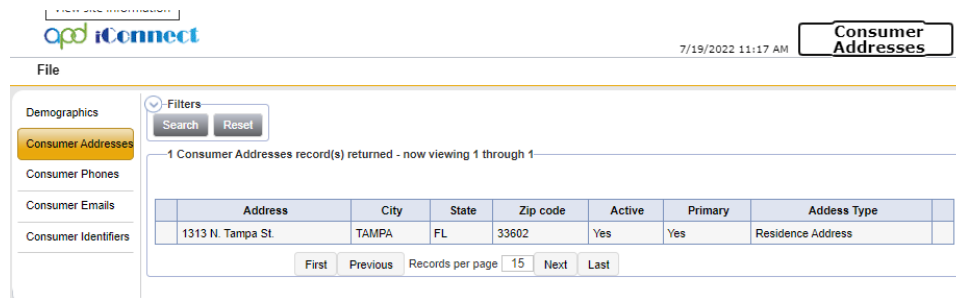 View site information
apd iConnect
7/19/2022 11:17 AM
Consumer
Addresses
File
Demographics
Consumer Addresses
Consumer Phones
Consumer Emails
Consumer Identifiers
Filters
Search Reset
1 Consumer Addresses record(s) returned - now viewing 1 through 1
Address City State Zip code Active Primary Addess Type
1313 N. Tampa St. TAMPA FL 33602 Yes Yes Residence Address
First Previous Records per page 15 Next Last